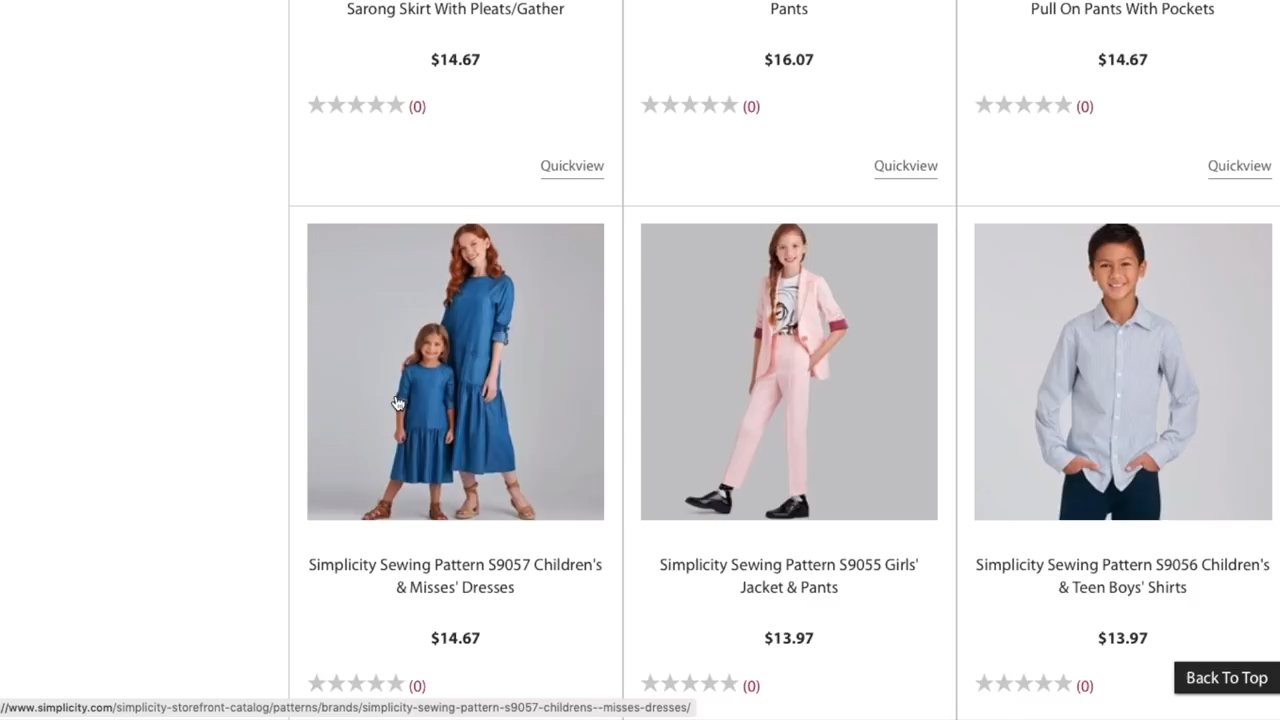 Sarong Skirt With Pleats/Gather
Pants
Pull On Pants With Pockets
$14.67
$16.07
$14.67
(0)
(0)
(0)
Quickview
Quickview
Quickview
Simplicity Sewing Pattern S9057 Children's
& Misses' Dresses
Simplicity Sewing Pattern S9055 Girls'
Jacket & Pants
Simplicity Sewing Pattern S9056 Children's
& Teen Boys' Shirts
$14.67
$13.97
$13.97
(0)
(0)
(0)
Back To Top
//www.simplicity.com/simplicity-storefront-catalog/patterns/brands/simplicity-sewing-pattern-s9057-childrens--misses-dresses/